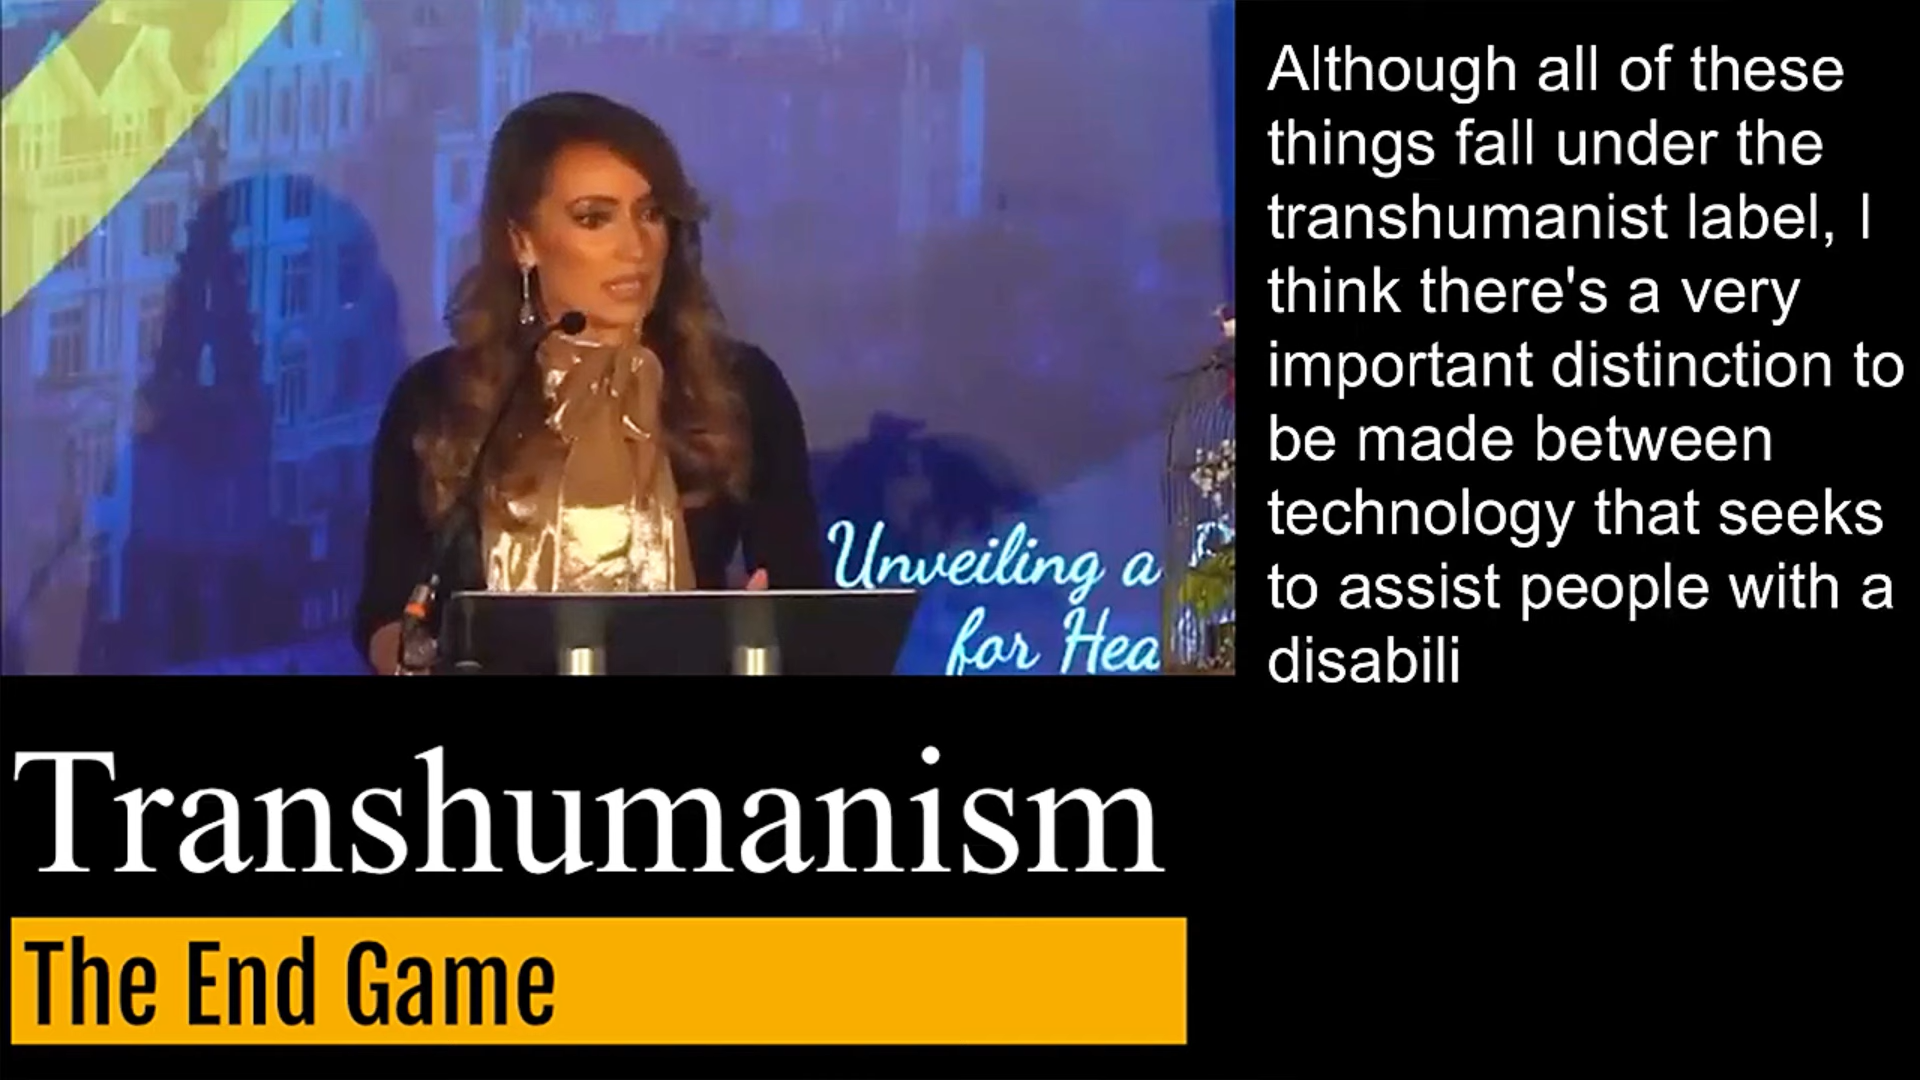 Although all of these
things fall under the
transhumanist label, I
think there's a very
important distinction to
be made between
technology that seeks
to assist people with a
disabili
Unveiling a
for Hea
Transhumanism
The End Game